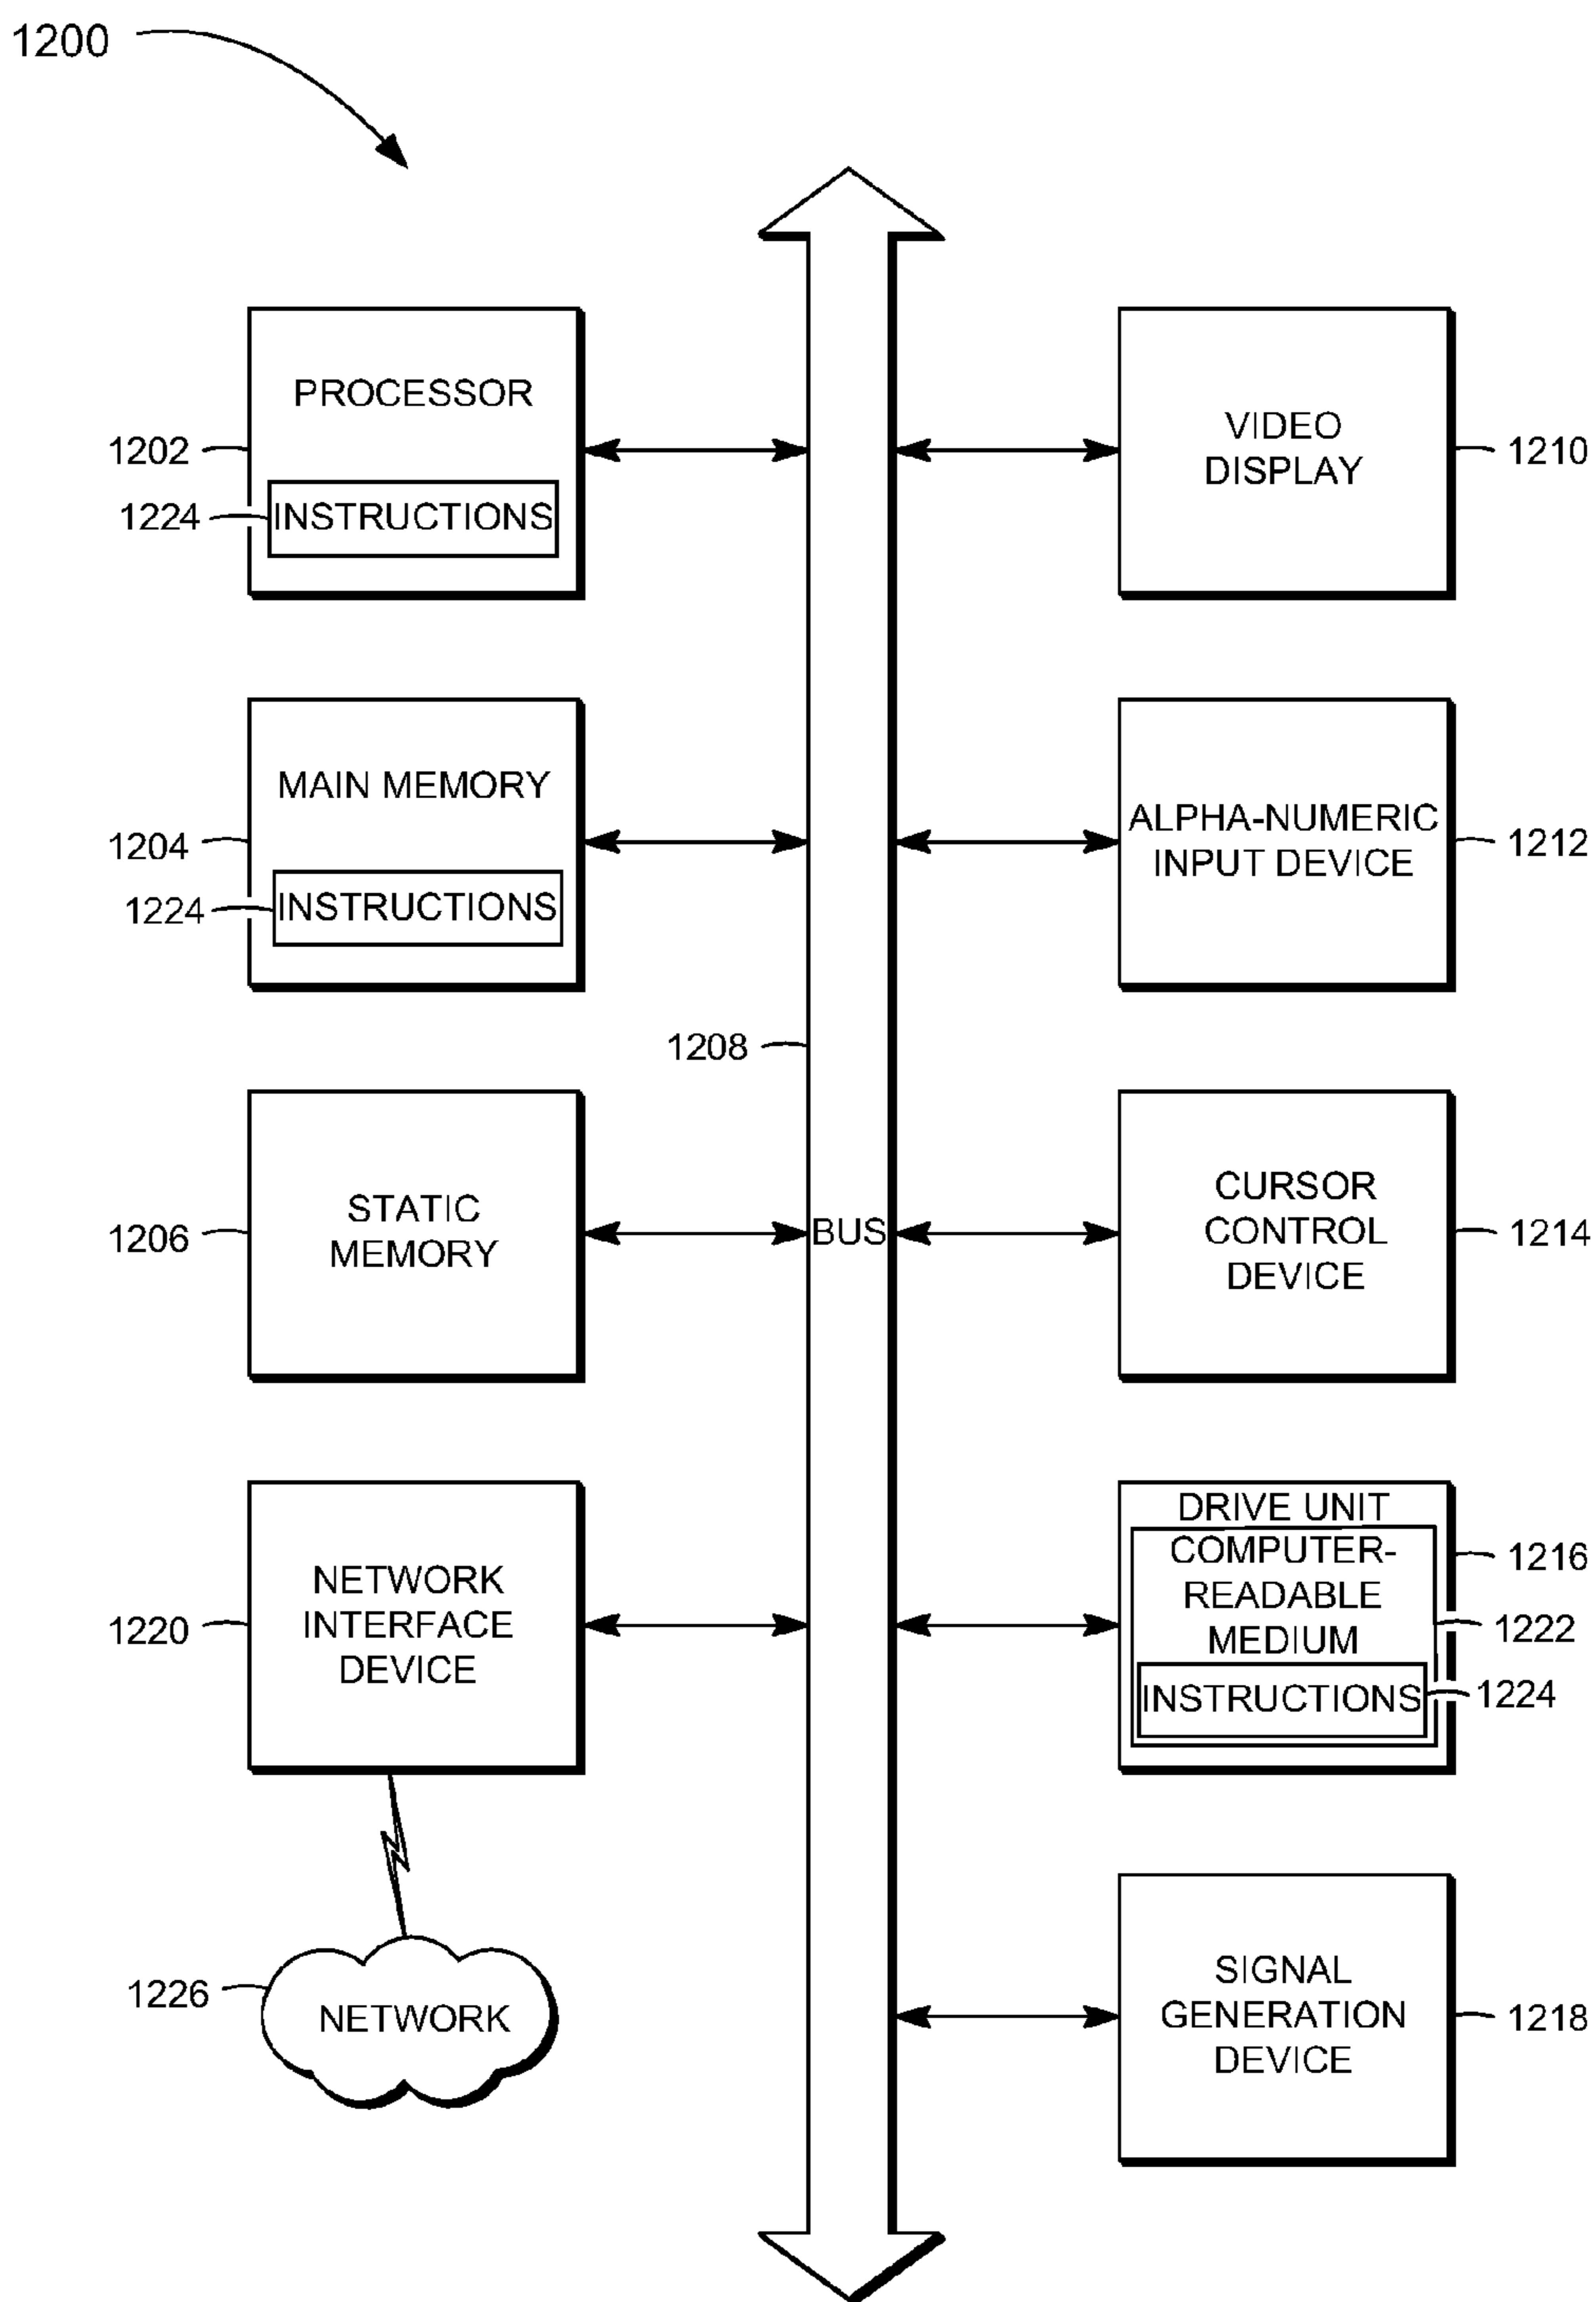 1200
PROCESSOR
1202
1224
INSTRUCTIONS
MAIN MEMORY
1204
1224
INSTRUCTIONS
1208
STATIC
MEMORY
1206
BUS
NETWORK
INTERFACE
DEVICE
1220
1226
NETWORK
VIDEO
DISPLAY
1210
ALPHA-NUMERIC
INPUT DEVICE
1212
CURSOR
CONTROL
DEVICE
1214
DRIVE UNIT
1216
COMPUTER-
READABLE
MEDIUM
1222
INSTRUCTIONS
1224
SIGNAL
GENERATION
DEVICE
1218